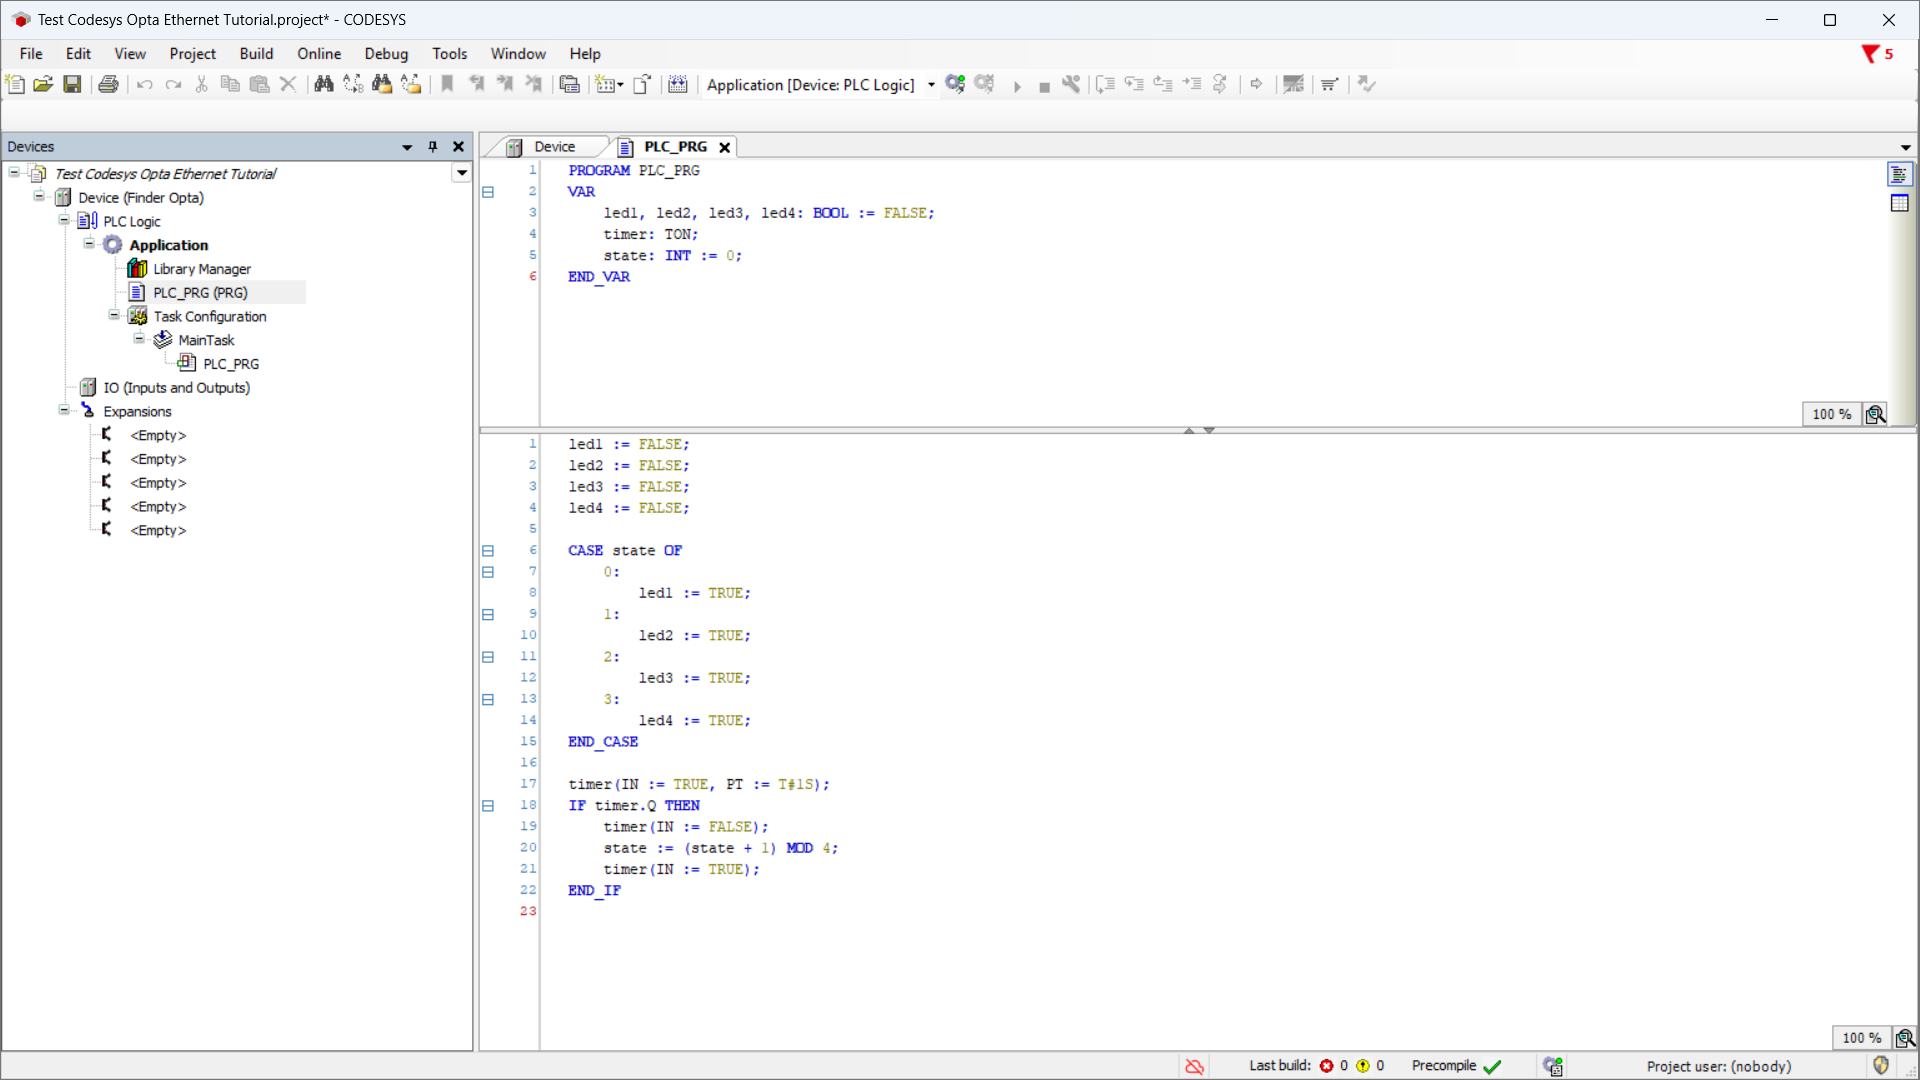 Test Codesys Opta Ethernet Tutorial.project* - CODESYS
File Edit View Project Build Online Debug Tools Window Help
5
Application [Device: PLC Logic]
Devices
Test Codesys Opta Ethernet Tutorial
Device (Finder Opta)
PLC Logic
Application
Library Manager
PLC_PRG (PRG)
Task Configuration
MainTask
PLC_PRG
IO (Inputs and Outputs)
Expansions
<Empty>
<Empty>
<Empty>
<Empty>
<Empty>
Device PLC_PRG
1 PROGRAM PLC_PRG
2 VAR
3 led1, led2, led3, led4: BOOL := FALSE;
4 timer: TON;
5 state: INT := 0;
6 END_VAR
100 %
1 led1 := FALSE;
2 led2 := FALSE;
3 led3 := FALSE;
4 led4 := FALSE;
5
6 CASE state OF
7 0:
8 led1 := TRUE;
9 1:
10 led2 := TRUE;
11 2:
12 led3 := TRUE;
13 3:
14 led4 := TRUE;
15 END_CASE
16
17 timer(IN := TRUE, PT := T#1S);
18 IF timer.Q THEN
19 timer(IN := FALSE);
20 state := (state + 1) MOD 4;
21 timer(IN := TRUE);
22 END_IF
23
100 %
Last build: 0 0 Precompile Project user: (nobody)